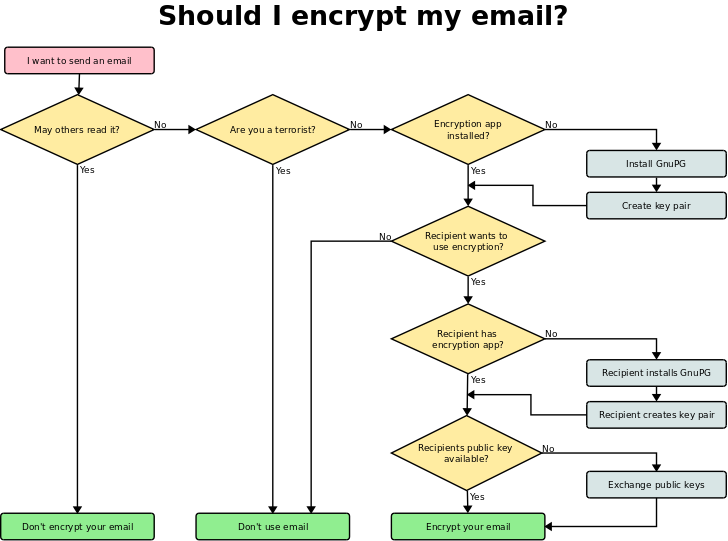 Should I encrypt my email?
I want to send an email
May others read it?
No
Are you a terrorist?
No
Encryption app
installed?
No
Yes
Yes
Yes
Install GnuPG
Create key pair
No
Recipient wants to
use encryption?
Yes
Recipient has
encryption app?
No
Yes
Recipient installs GnuPG
Recipient creates key pair
Recipients public key
available?
No
Yes
Exchange public keys
Don't encrypt your email
Don't use email
Encrypt your email